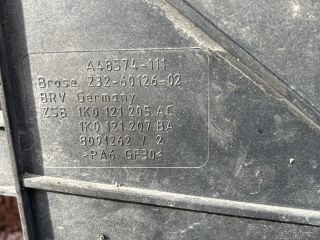 A48574-111
Brose 232-60126-02
BRV Germany
ZSB 1K0 121 205 AC
1K0 121 207 BA
8091262 / 2
>PA6 GF30<